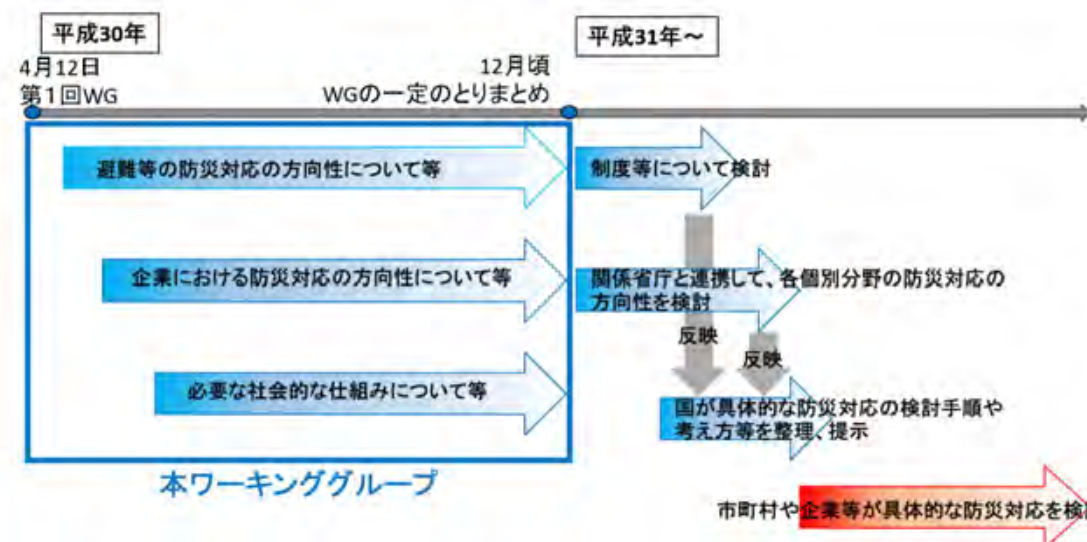 平成30年
平成31年～
4月12日
第1回WG
12月頃
WGの一定のとりまとめ
避難等の防災対応の方向性について等
制度等について検討
企業における防災対応の方向性について等
関係省庁と連携して、各個別分野の防災対応の
方向性を検討
反映
反映
必要な社会的な仕組みについて等
国が具体的な防災対応の検討手順や
考え方等を整理、提示
本ワーキンググループ
市町村や企業等が具体的な防災対応を検